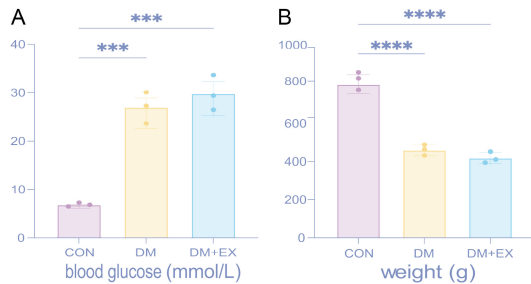 A
***
***
40
30
20
10
0
CON DM DM+EX
blood glucose (mmol/L)
B
****
****
1000
800
600
400
200
0
CON DM DM+EX
weight (g)